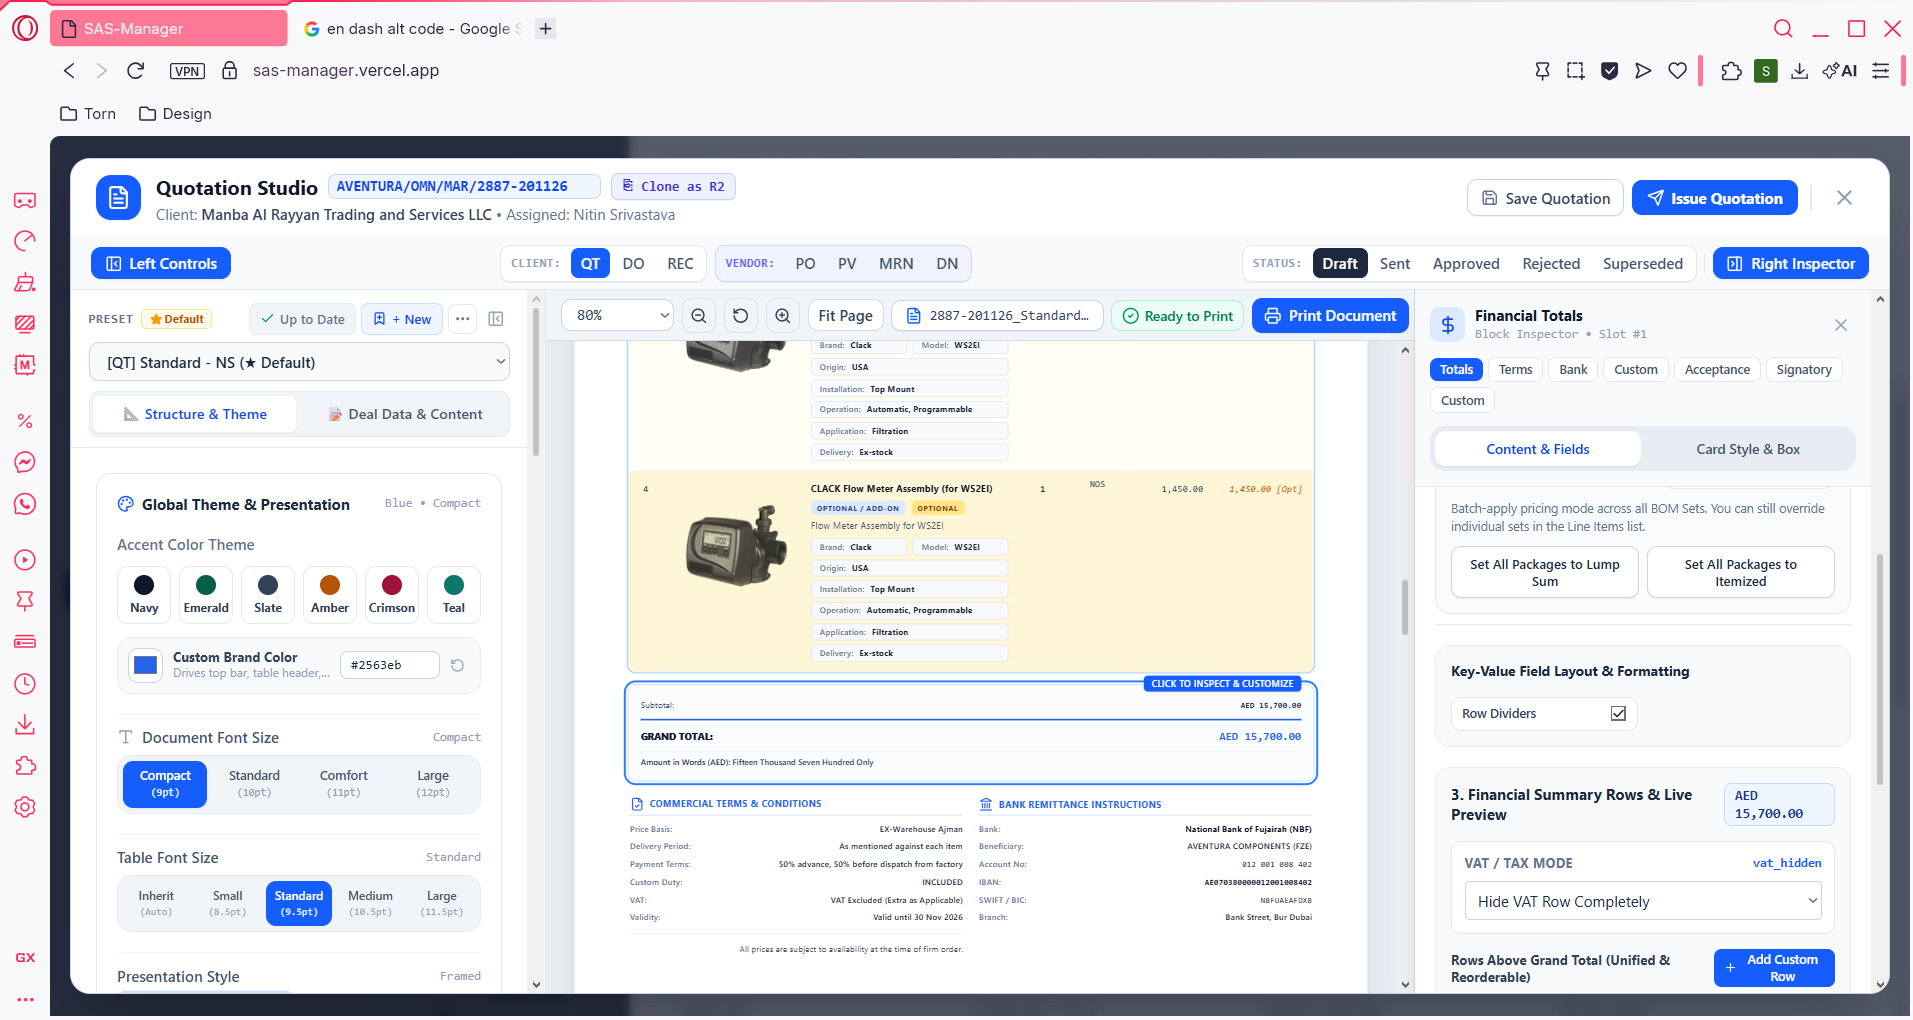 SAS-Manager
en dash alt code - Google S
VPN
sas-manager.vercel.app
S
AI
Torn
Design
Quotation Studio
AVENTURA/OMN/MAR/2887-201126
Clone as R2
Client: Manba Al Rayyan Trading and Services LLC • Assigned: Nitin Srivastava
Save Quotation
Issue Quotation
Left Controls
CLIENT: QT DO REC
VENDOR: PO PV MRN DN
STATUS: Draft Sent Approved Rejected Superseded
Right Inspector
PRESET
Default
Up to Date
+ New
[QT] Standard - NS (★ Default)
Structure & Theme
Deal Data & Content
Global Theme & Presentation
Blue • Compact
Accent Color Theme
Navy Emerald Slate Amber Crimson Teal
Custom Brand Color
Drives top bar, table header,...
#2563eb
Document Font Size
Compact
Compact Standard Comfort Large
(9pt) (10pt) (11pt) (12pt)
Table Font Size
Standard
Inherit Small Standard Medium Large
(Auto) (8.5pt) (9.5pt) (10.5pt) (11.5pt)
Presentation Style
Framed
M
GX
80%
Fit Page
2887-201126_Standard...
Ready to Print
Print Document
Brand: Clack Model: WS2EI
Origin: USA
Installation: Top Mount
Operation: Automatic, Programmable
Application: Filtration
Delivery: Ex-stock
4 CLACK Flow Meter Assembly (for WS2EI) 1 NOS 1,450.00 1,450.00 [Opt]
OPTIONAL / ADD-ON OPTIONAL
Flow Meter Assembly for WS2EI
Brand: Clack Model: WS2EI
Origin: USA
Installation: Top Mount
Operation: Automatic, Programmable
Application: Filtration
Delivery: Ex-stock
CLICK TO INSPECT & CUSTOMIZE
Subtotal: AED 15,700.00
GRAND TOTAL: AED 15,700.00
Amount in Words (AED): Fifteen Thousand Seven Hundred Only
COMMERCIAL TERMS & CONDITIONS
Price Basis: EX-Warehouse Ajman
Delivery Period: As mentioned against each item
Payment Terms: 50% advance, 50% before dispatch from factory
Custom Duty: INCLUDED
VAT: VAT Excluded (Extra as Applicable)
Validity: Valid until 30 Nov 2026
All prices are subject to availability at the time of firm order.
BANK REMITTANCE INSTRUCTIONS
Bank: National Bank of Fujairah (NBF)
Beneficiary: AVENTURA COMPONENTS (FZE)
Account No: 012 001 008 402
IBAN: AE070380000012001008402
SWIFT / BIC: NBFUAEAFDXB
Branch: Bank Street, Bur Dubai
Financial Totals
Block Inspector • Slot #1
Totals Terms Bank Custom Acceptance Signatory
Custom
Content & Fields
Card Style & Box
Batch-apply pricing mode across all BOM Sets. You can still override
individual sets in the Line Items list.
Set All Packages to Lump
Sum
Set All Packages to
Itemized
Key-Value Field Layout & Formatting
Row Dividers
3. Financial Summary Rows & Live
Preview
AED
15,700.00
VAT / TAX MODE
vat_hidden
Hide VAT Row Completely
Rows Above Grand Total (Unified &
Reorderable)
+ Add Custom
Row